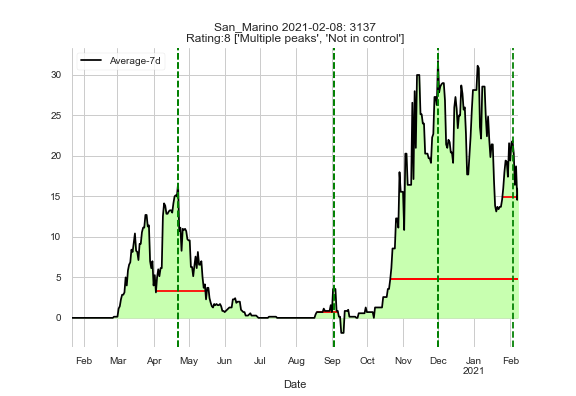 San_Marino 2021-02-08: 3137
Rating:8 ['Multiple peaks', 'Not in control']
Average-7d
30
25
20
15
10
5
0
Feb Mar Apr May Jun Jul Aug Sep Oct Nov Dec Jan Feb
2021
Date